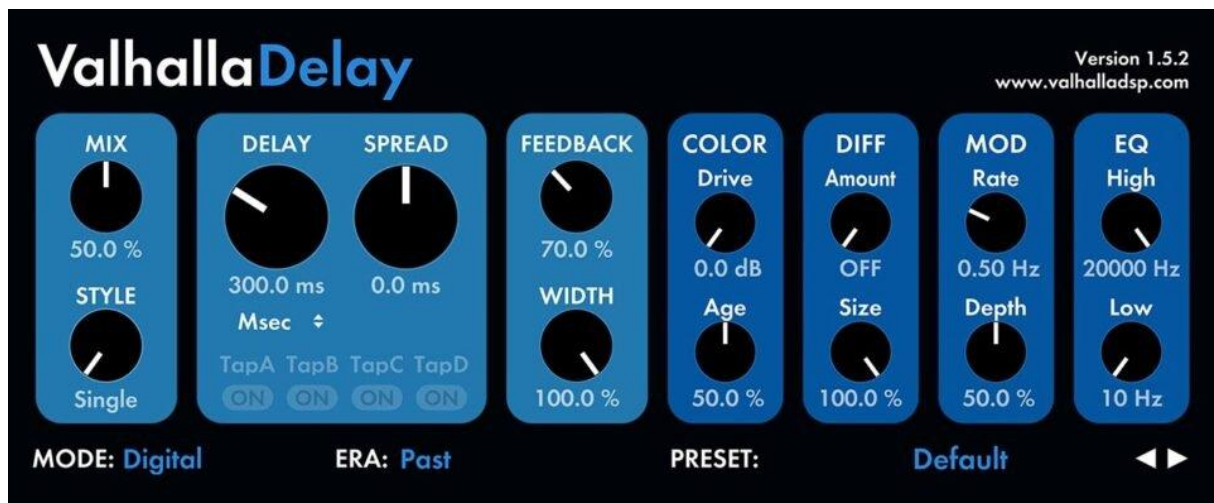 ValhallaDelay
Version 1.5.2
www.valhalladsp.com
MIX
50.0 %
STYLE
Single
DELAY SPREAD
300.0 ms 0.0 ms
Msec
TapA TapB TapC TapD
ON ON ON ON
FEEDBACK
70.0 %
WIDTH
100.0 %
COLOR
Drive
0.0 dB
Age
50.0 %
DIFF
Amount
OFF
Size
100.0 %
MOD
Rate
0.50 Hz
Depth
50.0 %
EQ
High
20000 Hz
Low
10 Hz
MODE: Digital ERA: Past PRESET: Default